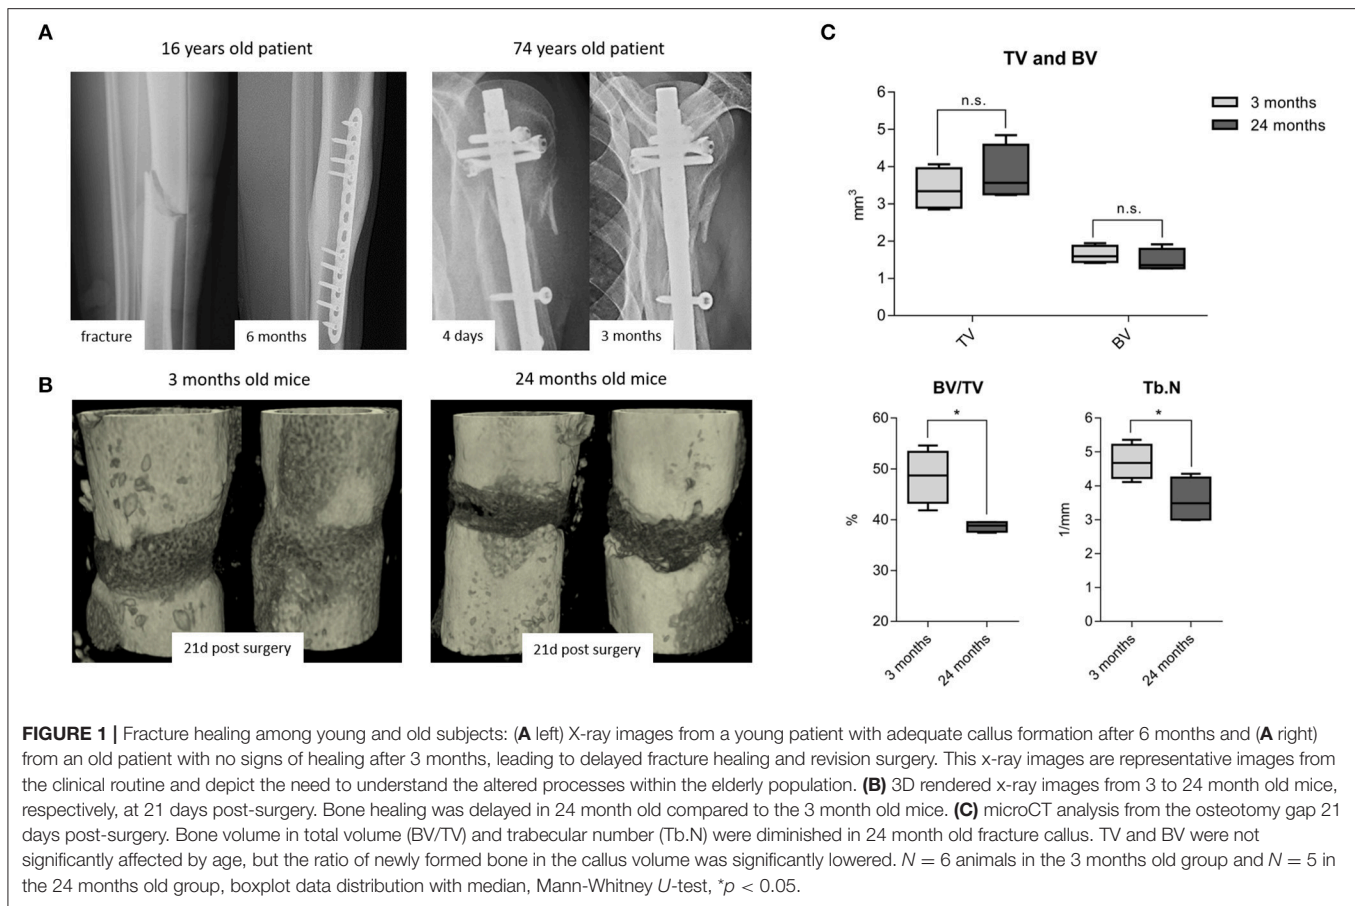 A
16 years old patient
74 years old patient
fracture
6 months
4 days
3 months
B
3 months old mice
24 months old mice
21d post surgery
21d post surgery
C
TV and BV
3 months
24 months
n.s.
n.s.
mm³
6
5
4
3
2
1
0
TV
BV
BV/TV
*
%
60
50
40
30
20
3 months
24 months
Tb.N
*
1/mm
6
5
4
3
2
1
0
3 months
24 months
FIGURE 1 | Fracture healing among young and old subjects: (A left) X-ray images from a young patient with adequate callus formation after 6 months and (A right)
from an old patient with no signs of healing after 3 months, leading to delayed fracture healing and revision surgery. This x-ray images are representative images from
the clinical routine and depict the need to understand the altered processes within the elderly population. (B) 3D rendered x-ray images from 3 to 24 month old mice,
respectively, at 21 days post-surgery. Bone healing was delayed in 24 month old compared to the 3 month old mice. (C) microCT analysis from the osteotomy gap 21
days post-surgery. Bone volume in total volume (BV/TV) and trabecular number (Tb.N) were diminished in 24 month old fracture callus. TV and BV were not
significantly affected by age, but the ratio of newly formed bone in the callus volume was significantly lowered. N = 6 animals in the 3 months old group and N = 5 in
the 24 months old group, boxplot data distribution with median, Mann-Whitney U-test, *p < 0.05.